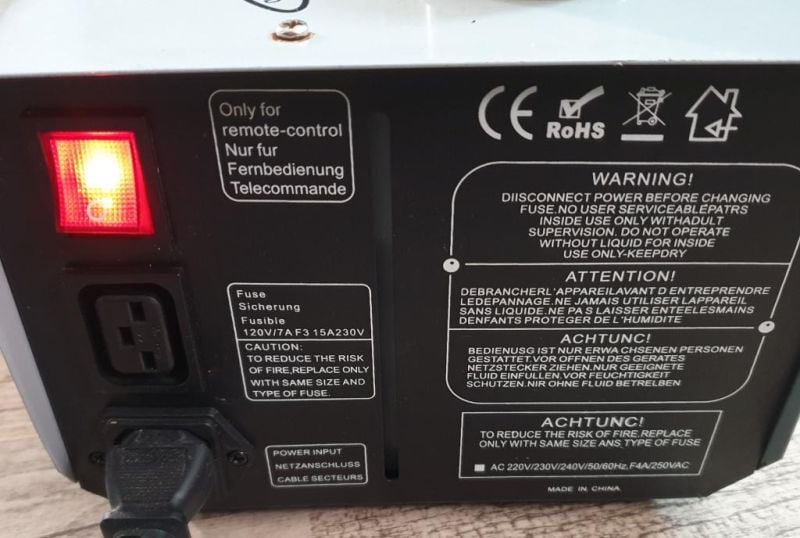 Only for
remote-control
Nur fur
Fernbedienung
Telecommande
CE
RoHS
WARNING!
DIISCONNECT POWER BEFORE CHANGING
FUSE.NO USER SERVICEABLEPATRS
INSIDE USE ONLY WITHADULT
SUPERVISION. DO NOT OPERATE
WITHOUT LIQUID FOR INSIDE
USE ONLY-KEEPDRY
ATTENTION!
DEBRANCHERL'APPAREILAVANT D ENTREPRENDRE
LEDEPANNAGE.NE JAMAIS UTILISER LAPPAREIL
SANS LIQUIDE.NE PAS LAISSER ENTEELESMAINS
DENFANTS PROTEGER DE L'HUMIDITE
ACHTUNC!
BEDIENUSG IST NUR ERWA CHSENEN PERSONEN
GESTATTET.VOR OFFNEN DES GERATES
NETZSTECKER ZIEHEN.NUR GEEIGNETE
FLUID EINFULLEN.VOR FEUCHTIGKEIT
SCHUTZEN.NIR OHNE FLUID BETRELBEN
Fuse
Sicherung
Fusible
120V/7A F3 15A230V
CAUTION:
TO REDUCE THE RISK
OF FIRE,REPLACE ONLY
WITH SAME SIZE AND
TYPE OF FUSE.
ACHTUNC!
TO REDUCE THE RISK OF FIRE,REPLACE
ONLY WITH SAME SIZE ANS, TYPE OF FUSE
AC 220V/230V/240V/50/60Hz, F4A/250VAC
POWER INPUT
NETZANSCHLUSS
CABLE SECTEURS
MADE IN CHINA